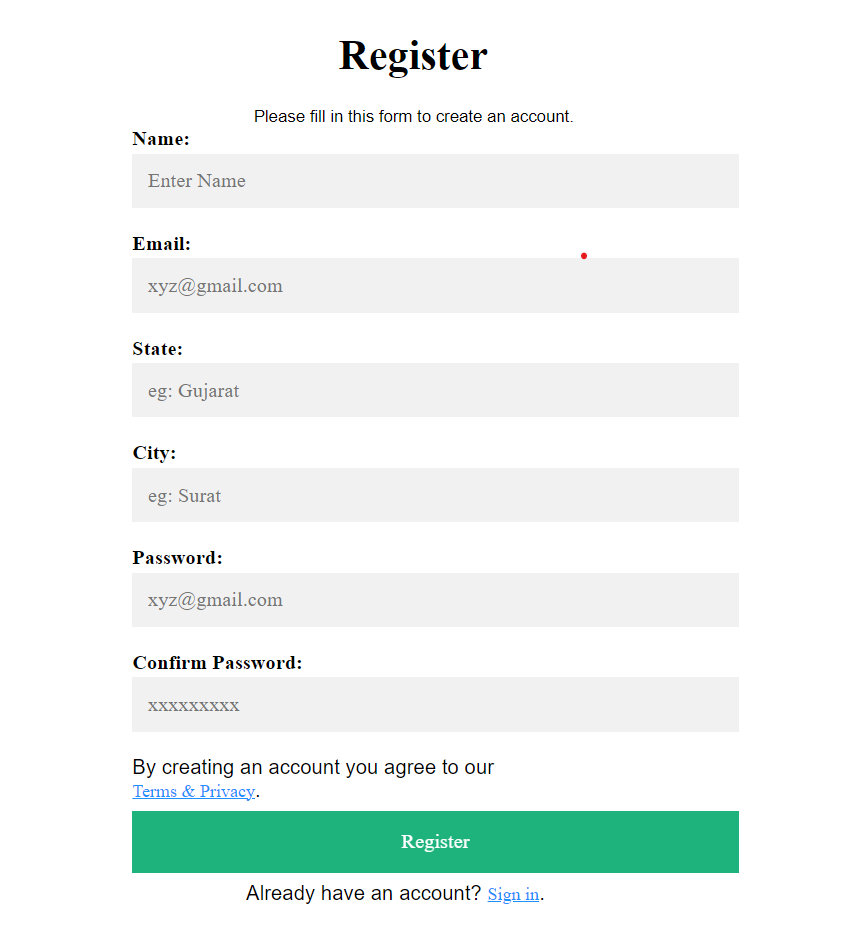 Register
Please fill in this form to create an account.
Name:
Enter Name
Email:
xyz@gmail.com
State:
eg: Gujarat
City:
eg: Surat
Password:
xyz@gmail.com
Confirm Password:
xxxxxxxxx
By creating an account you agree to our
Terms & Privacy.
Register
Already have an account? Sign in.